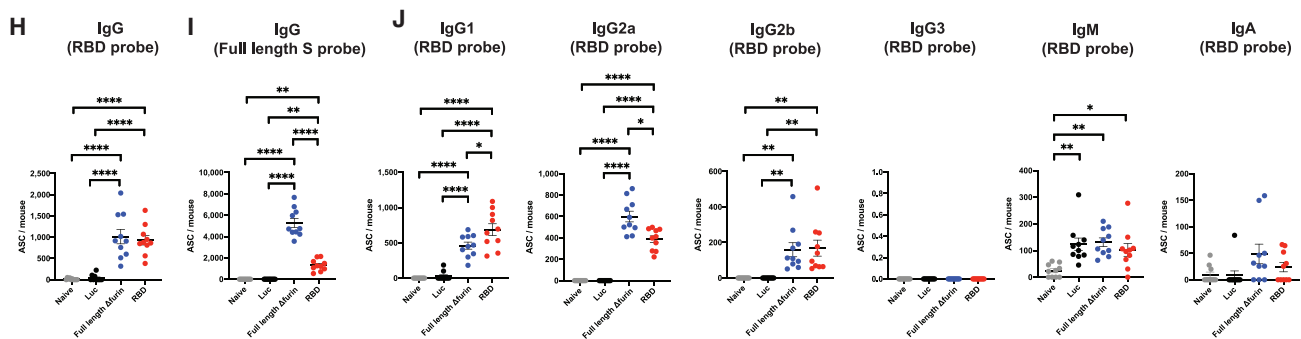 H
IgG
(RBD probe)
****
****
****
****
ASC / mouse
2,500
2,000
1,500
1,000
500
0
Naive
Luc
Full length Δfurin
RBD
I
IgG
(Full length S probe)
**
**
****
****
****
ASC / mouse
10,000
8,000
6,000
4,000
2,000
0
Naive
Luc
Full length Δfurin
RBD
J
IgG1
(RBD probe)
****
****
*
****
****
ASC / mouse
1,500
1,000
500
0
Naive
Luc
Full length Δfurin
RBD
IgG2a
(RBD probe)
****
****
*
****
****
ASC / mouse
1,000
800
600
400
200
0
Naive
Luc
Full length Δfurin
RBD
IgG2b
(RBD probe)
**
**
**
**
ASC / mouse
600
400
200
0
Naive
Luc
Full length Δfurin
RBD
IgG3
(RBD probe)
ASC / mouse
1.0
0.8
0.6
0.4
0.2
0.0
Naive
Luc
Full length Δfurin
RBD
IgM
(RBD probe)
*
**
**
ASC / mouse
400
300
200
100
0
Naive
Luc
Full length Δfurin
RBD
IgA
(RBD probe)
ASC / mouse
200
150
100
50
0
Naive
Luc
Full length Δfurin
RBD